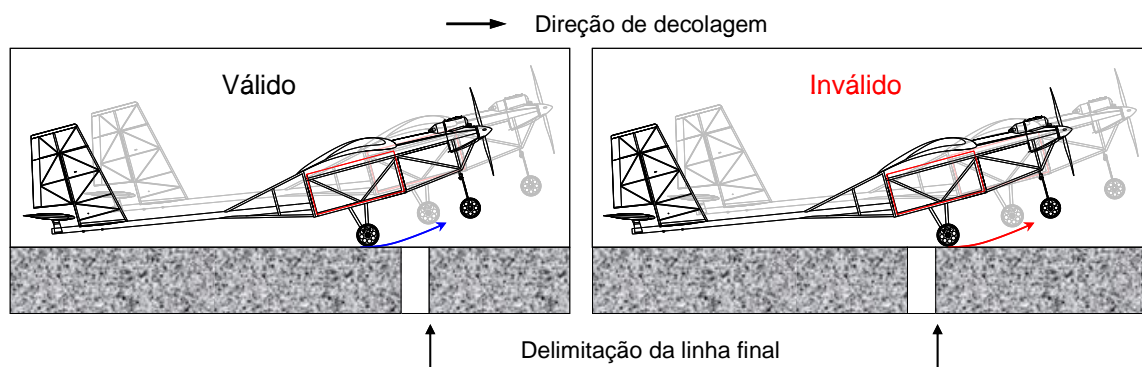 Direção de decolagem
Válido
Inválido
Delimitação da linha final